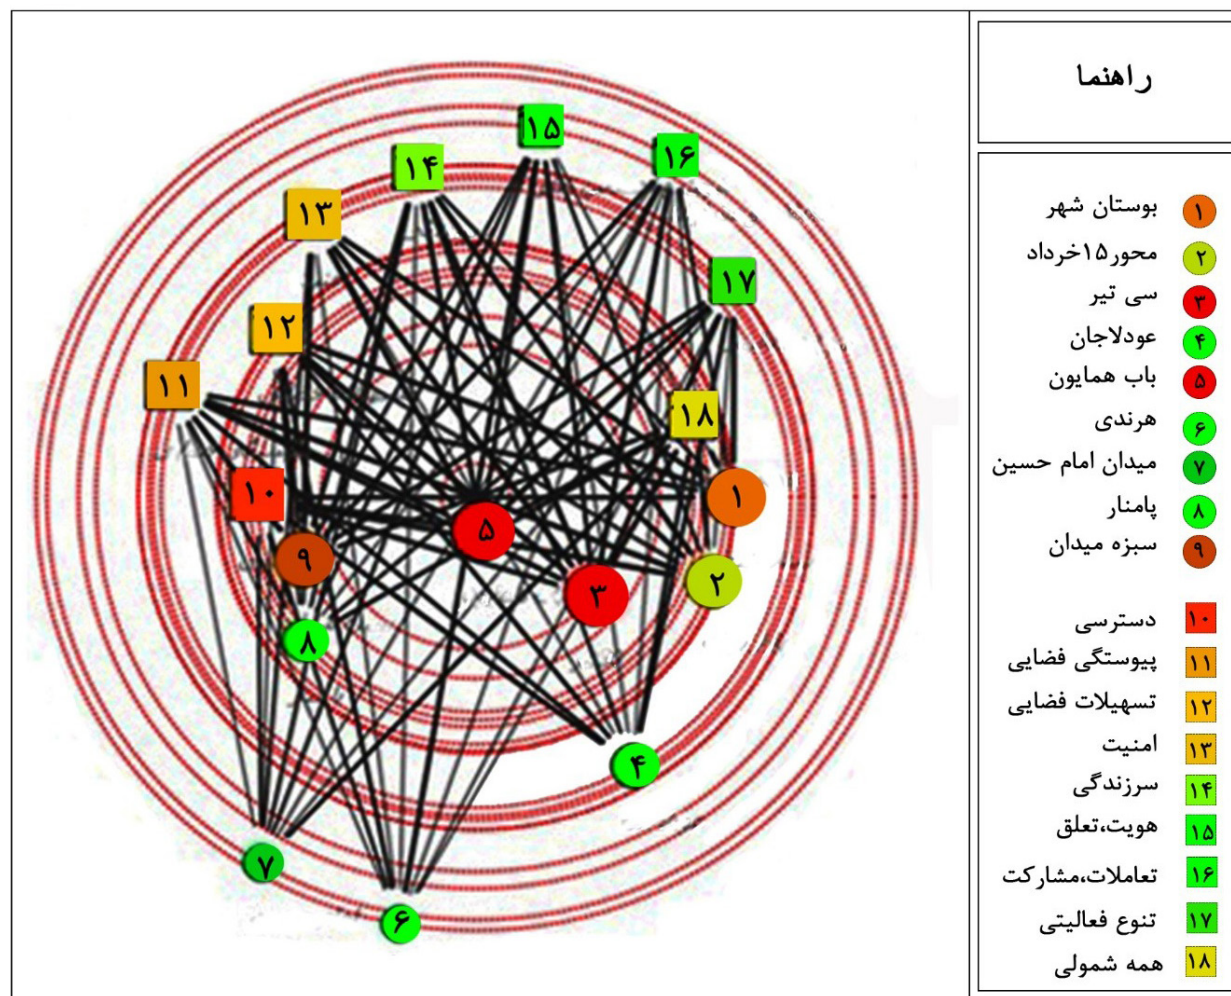 راهنما
۱ بوستان شهر
۲ محور۱۵خرداد
۳ سی تیر
۴ عودلاجان
۵ باب همایون
۶ هرندی
۷ میدان امام حسین
۸ پامنار
۹ سبزه میدان
۱۰ دسترسی
۱۱ پیوستگی فضایی
۱۲ تسهیلات فضایی
۱۳ امنیت
۱۴ سرزندگی
۱۵ هویت،تعلق
۱۶ تعاملات،مشارکت
۱۷ تنوع فعالیتی
۱۸ همه شمولی
۱۵
۱۶
۱۴
۱۳
۱۷
۱۲
۱۱
۱۸
۱۰
۱
۵
۹
۲
۳
۸
۴
۷
۶